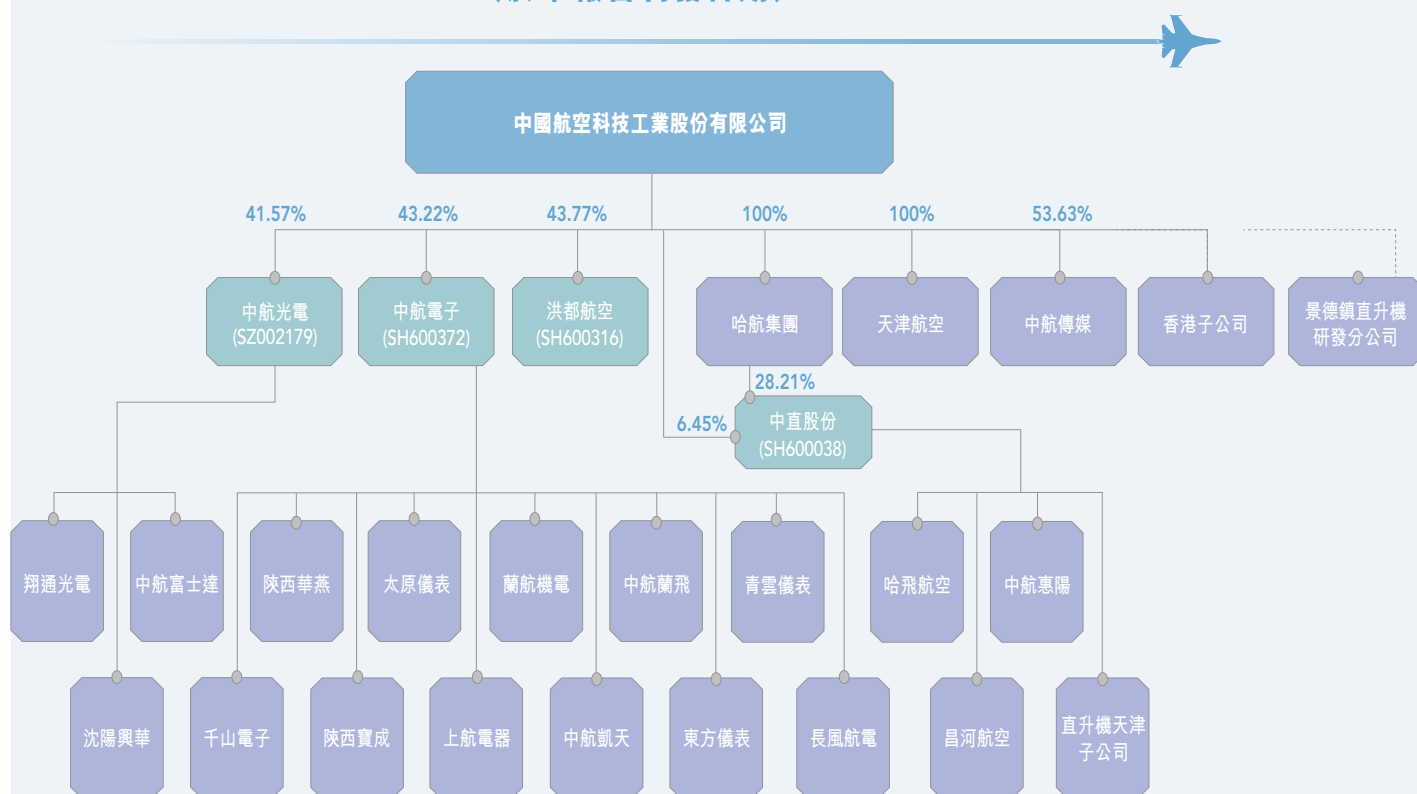 中國航空科技工業股份有限公司
41.57%
43.22%
43.77%
100%
100%
53.63%
中航光電
(SZ002179)
中航電子
(SH600372)
洪都航空
(SH600316)
哈航集團
天津航空
中航傳媒
香港子公司
景德鎮直升機
研發分公司
28.21%
6.45%
中直股份
(SH600038)
翔通光電
中航富士達
陝西華燕
太原儀表
蘭航機電
中航蘭飛
青雲儀表
哈飛航空
中航惠陽
沈陽興華
千山電子
陝西寶成
上航電器
中航凱天
東方儀表
長風航電
昌河航空
直升機天津
子公司